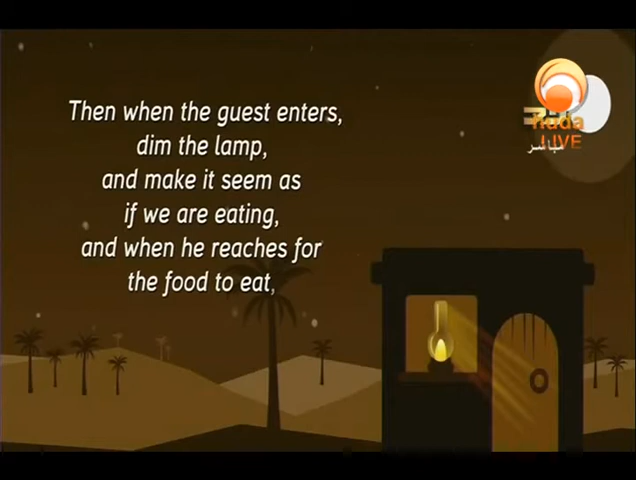 Then when the guest enters,
dim the lamp,
and make it seem as
if we are eating,
and when he reaches for
the food to eat,
huda
LIVE
مباشر